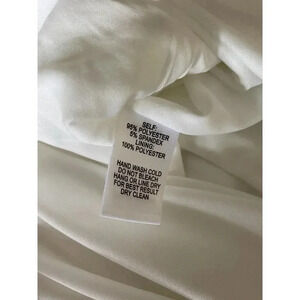 SELF:
95% POLYESTER
5% SPANDEX
LINING:
100% POLYESTER
HAND WASH COLD
DO NOT BLEACH
HANG OR LINE DRY
FOR BEST RESULT
DRY CLEAN